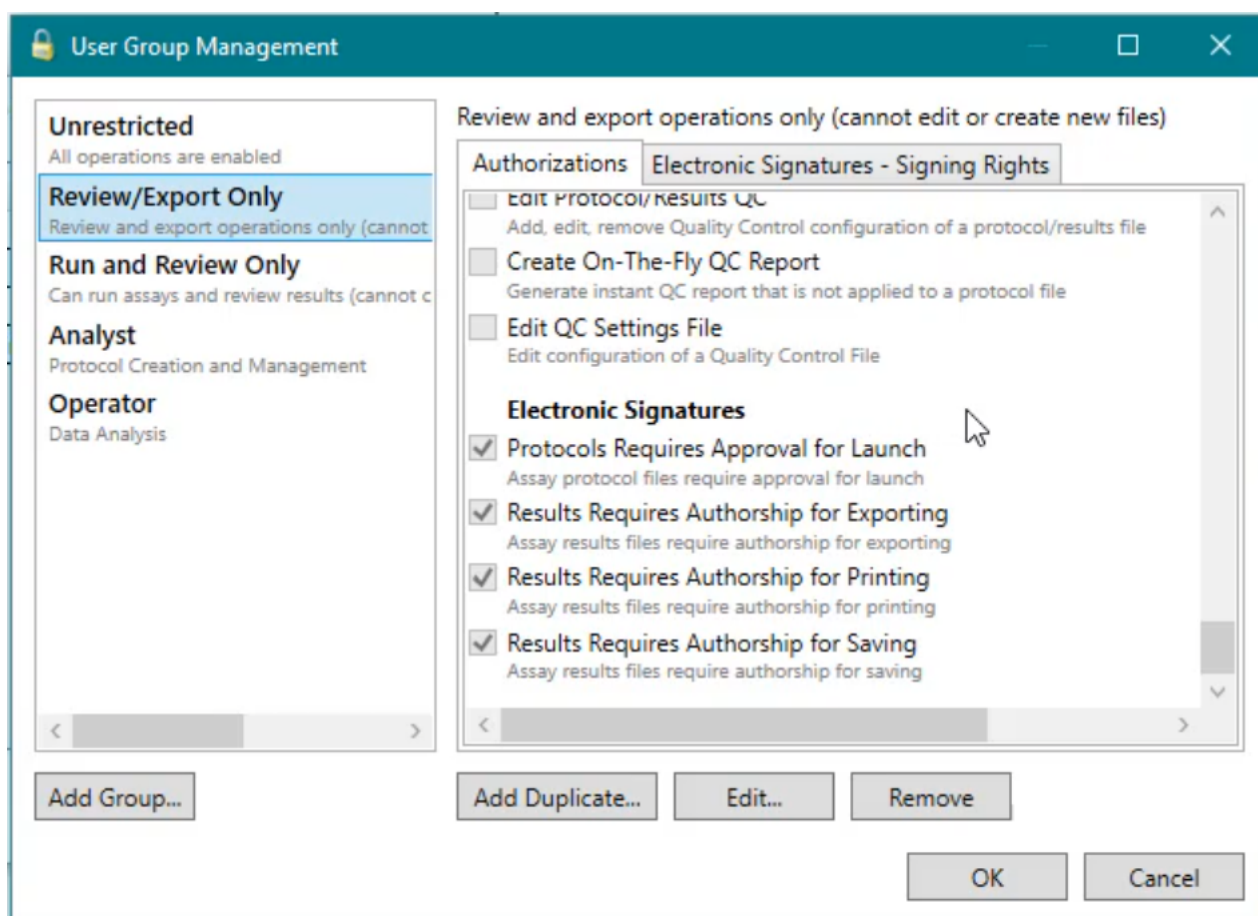 User Group Management
Unrestricted
All operations are enabled
Review/Export Only
Review and export operations only (cannot
Run and Review Only
Can run assays and review results (cannot c
Analyst
Protocol Creation and Management
Operator
Data Analysis
Add Group...
Review and export operations only (cannot edit or create new files)
Authorizations
Electronic Signatures - Signing Rights
Edit Protocol/Results QC
Add, edit, remove Quality Control configuration of a protocol/results file
Create On-The-Fly QC Report
Generate instant QC report that is not applied to a protocol file
Edit QC Settings File
Edit configuration of a Quality Control File
Electronic Signatures
Protocols Requires Approval for Launch
Assay protocol files require approval for launch
Results Requires Authorship for Exporting
Assay results files require authorship for exporting
Results Requires Authorship for Printing
Assay results files require authorship for printing
Results Requires Authorship for Saving
Assay results files require authorship for saving
Add Duplicate...
Edit...
Remove
OK
Cancel